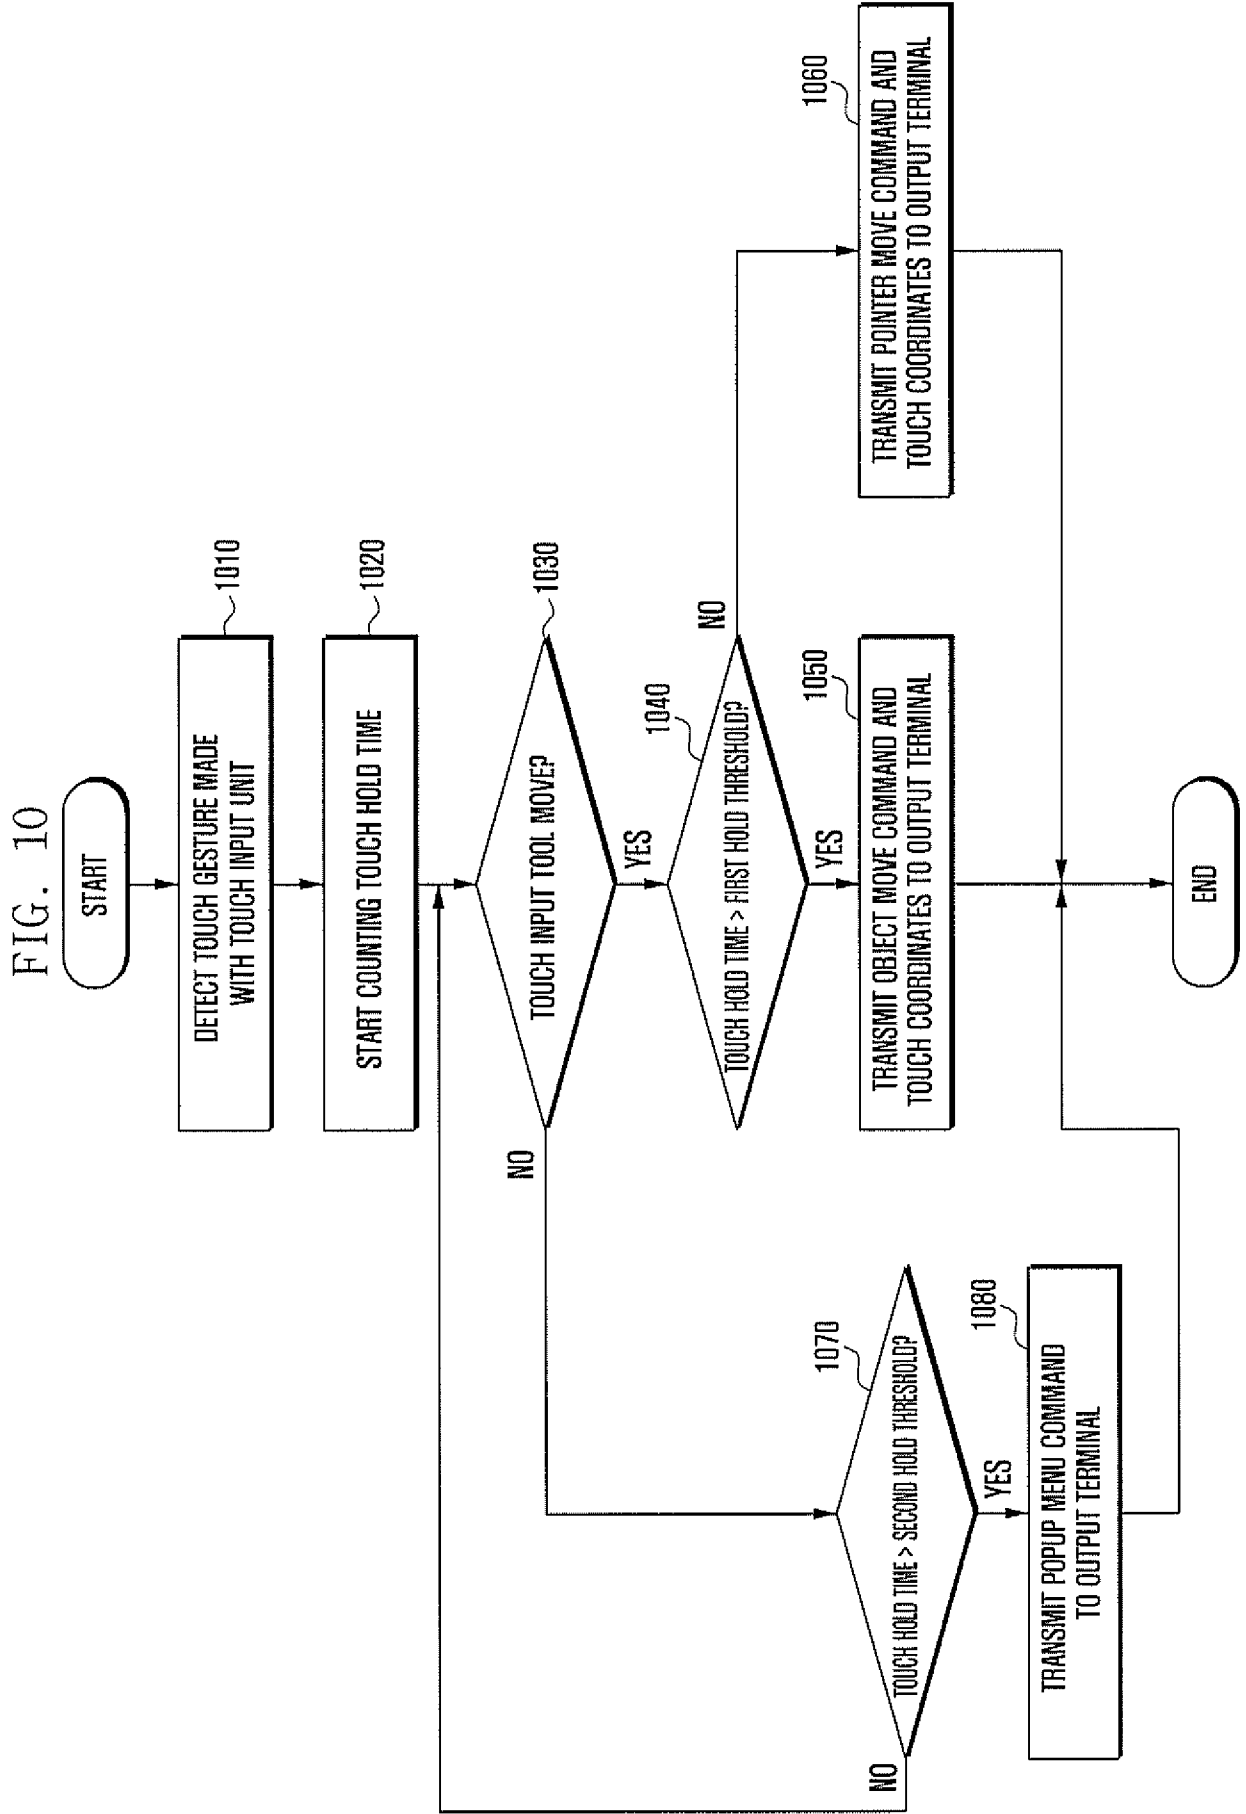 FIG. 10
START
DETECT TOUCH GESTURE MADE
WITH TOUCH INPUT UNIT
1010
START COUNTING TOUCH HOLD TIME
1020
TOUCH INPUT TOOL MOVE?
1030
NO
YES
TOUCH HOLD TIME > FIRST HOLD THRESHOLD?
1040
NO
YES
TRANSMIT OBJECT MOVE COMMAND AND
TOUCH COORDINATES TO OUTPUT TERMINAL
1050
TRANSMIT POINTER MOVE COMMAND AND
TOUCH COORDINATES TO OUTPUT TERMINAL
1060
TOUCH HOLD TIME > SECOND HOLD THRESHOLD?
1070
NO
YES
TRANSMIT POPUP MENU COMMAND
TO OUTPUT TERMINAL
1080
END